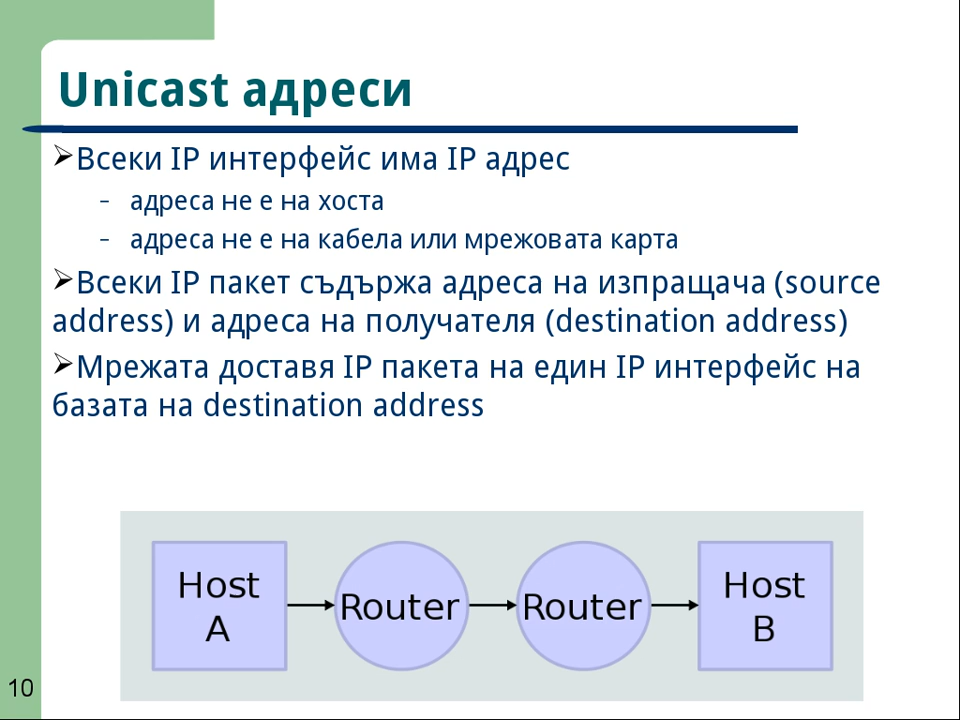 Unicast адреси
Всеки IP интерфейс има IP адрес
– адреса не е на хоста
– адреса не е на кабела или мрежовата карта
Всеки IP пакет съдържа адреса на изпращача (source
address) и адреса на получателя (destination address)
Мрежата доставя IP пакета на един IP интерфейс на
базата на destination address
Host
A
Router
Router
Host
B
10